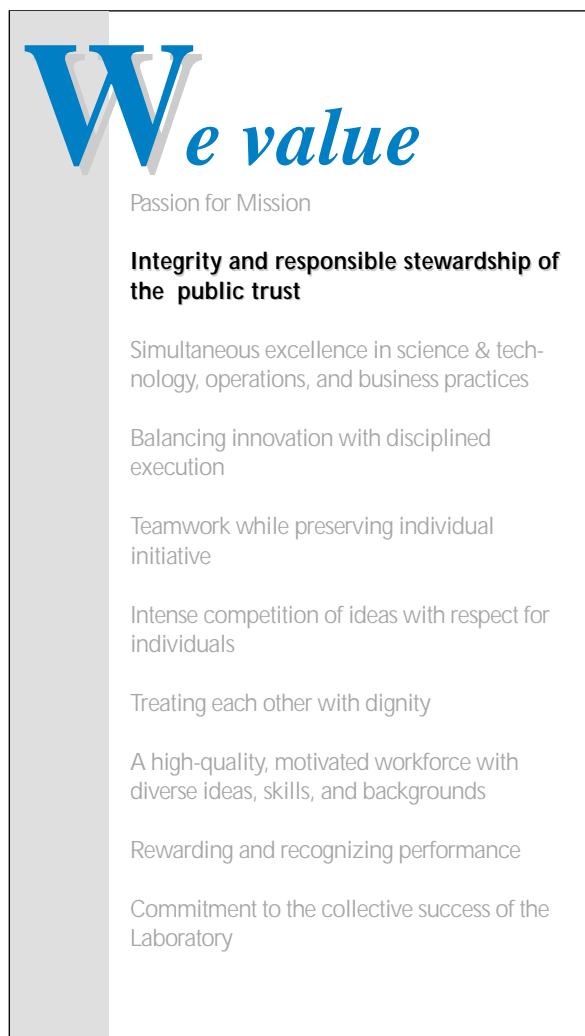 We value
Passion for Mission
Integrity and responsible stewardship of
the public trust
Simultaneous excellence in science & tech-
nology, operations, and business practices
Balancing innovation with disciplined
execution
Teamwork while preserving individual
initiative
Intense competition of ideas with respect for
individuals
Treating each other with dignity
A high-quality, motivated workforce with
diverse ideas, skills, and backgrounds
Rewarding and recognizing performance
Commitment to the collective success of the
Laboratory